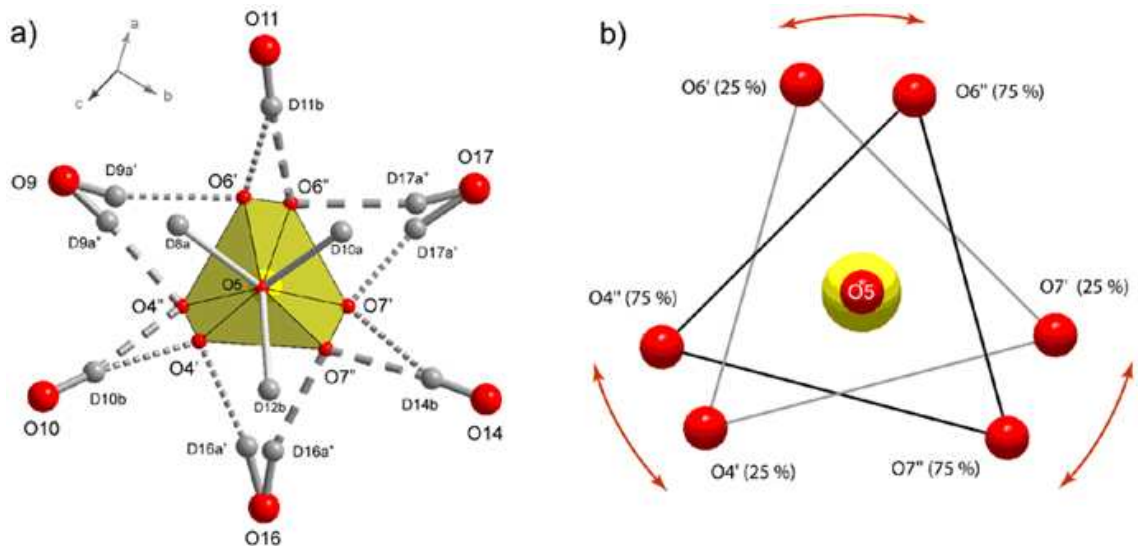 a)
a
b
c
O11
D11b
O9
D9a'
D9a"
O6'
O6"
O17
D17a"
D17a'
D8a
D10a
O5
O4"
O7'
O4'
O7"
D10b
O10
D12b
D14b
O14
D16a'
D16a"
O16
b)
O6' (25 %)
O6" (75 %)
O4" (75 %)
O5
O7' (25 %)
O4' (25 %)
O7" (75 %)